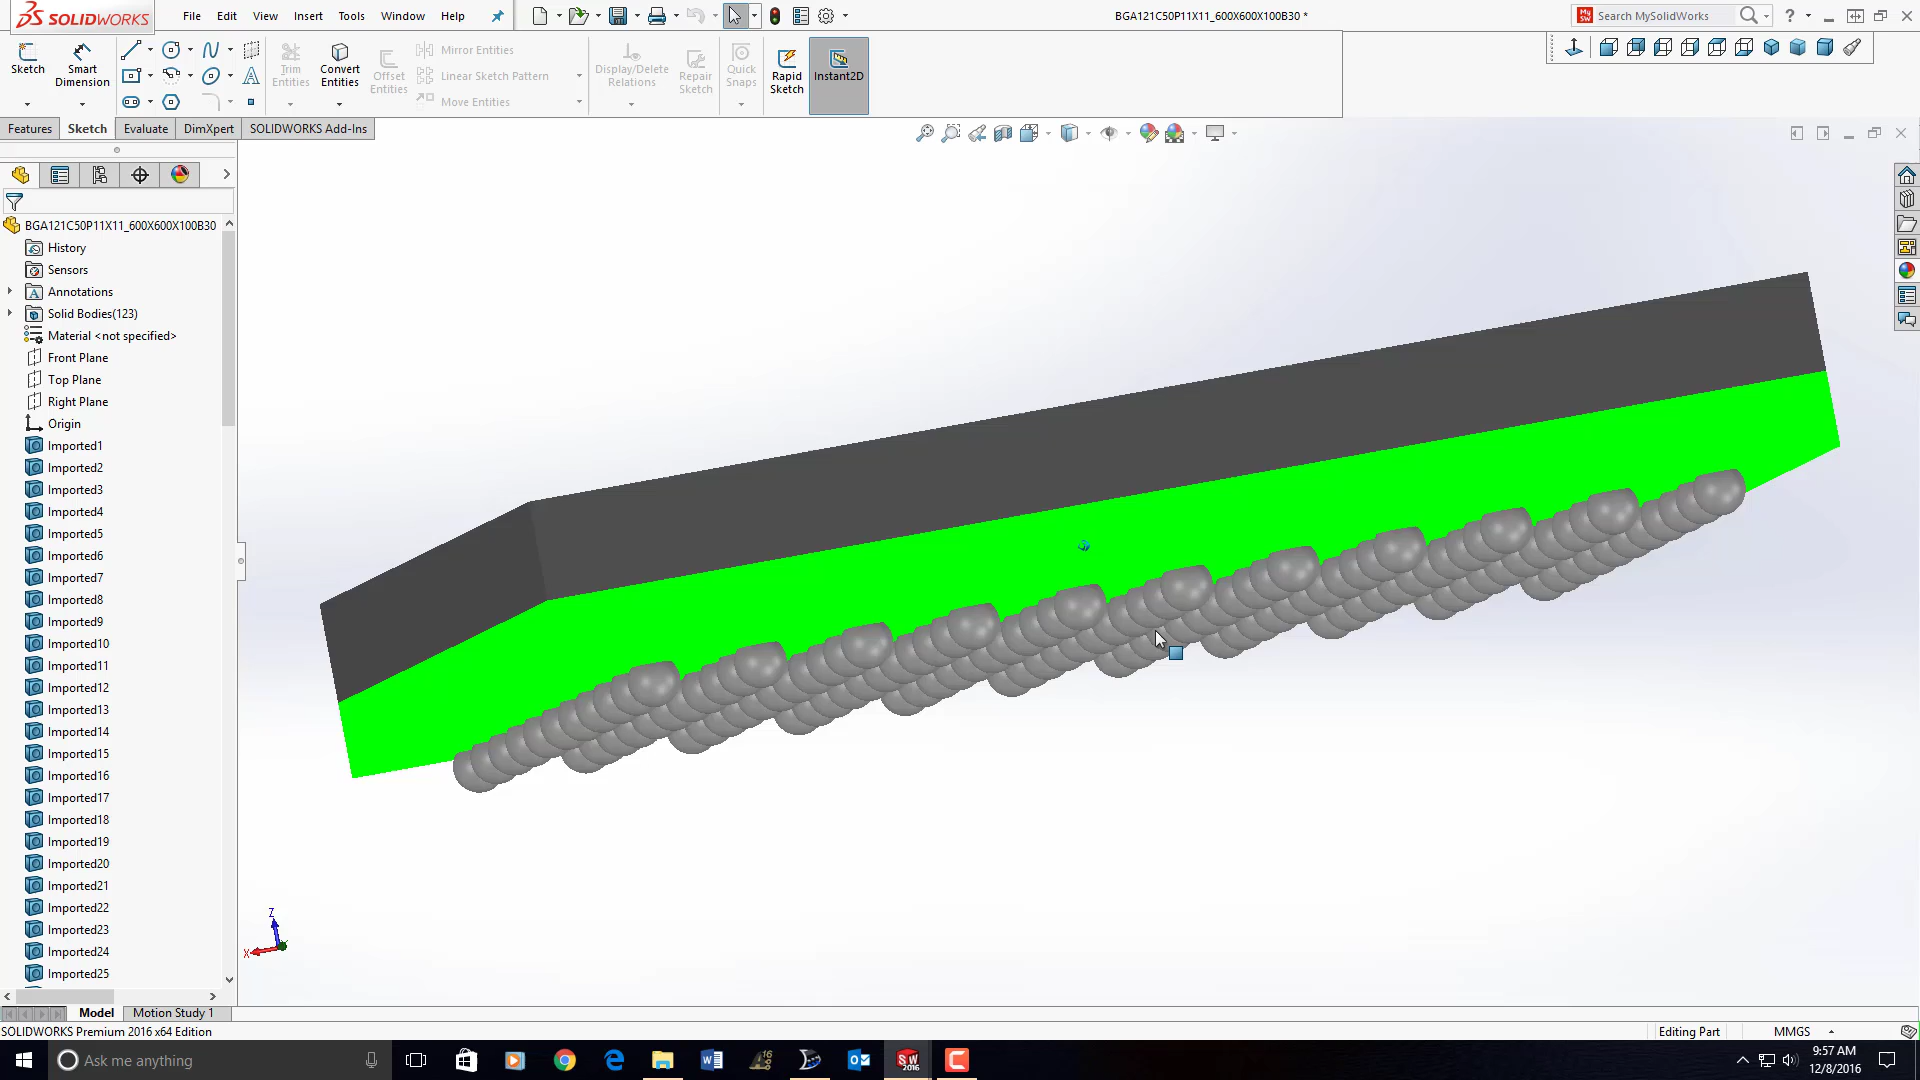 SOLIDWORKS
File Edit View Insert Tools Window Help
BGA121C50P11X11_600X600X100B30 *
Search MySolidWorks
Sketch
Smart Dimension
Trim Entities
Convert Entities
Offset Entities
Mirror Entities
Linear Sketch Pattern
Move Entities
Display/Delete Relations
Repair Sketch
Quick Snaps
Rapid Sketch
Instant2D
Features Sketch Evaluate DimXpert SOLIDWORKS Add-Ins
BGA121C50P11X11_600X600X100B30
History
Sensors
Annotations
Solid Bodies(123)
Material <not specified>
Front Plane
Top Plane
Right Plane
Origin
Imported1
Imported2
Imported3
Imported4
Imported5
Imported6
Imported7
Imported8
Imported9
Imported10
Imported11
Imported12
Imported13
Imported14
Imported15
Imported16
Imported17
Imported18
Imported19
Imported20
Imported21
Imported22
Imported23
Imported24
Imported25
Z
X
Model Motion Study 1
SOLIDWORKS Premium 2016 x64 Edition
Editing Part MMGS
Ask me anything
9:57 AM
12/8/2016